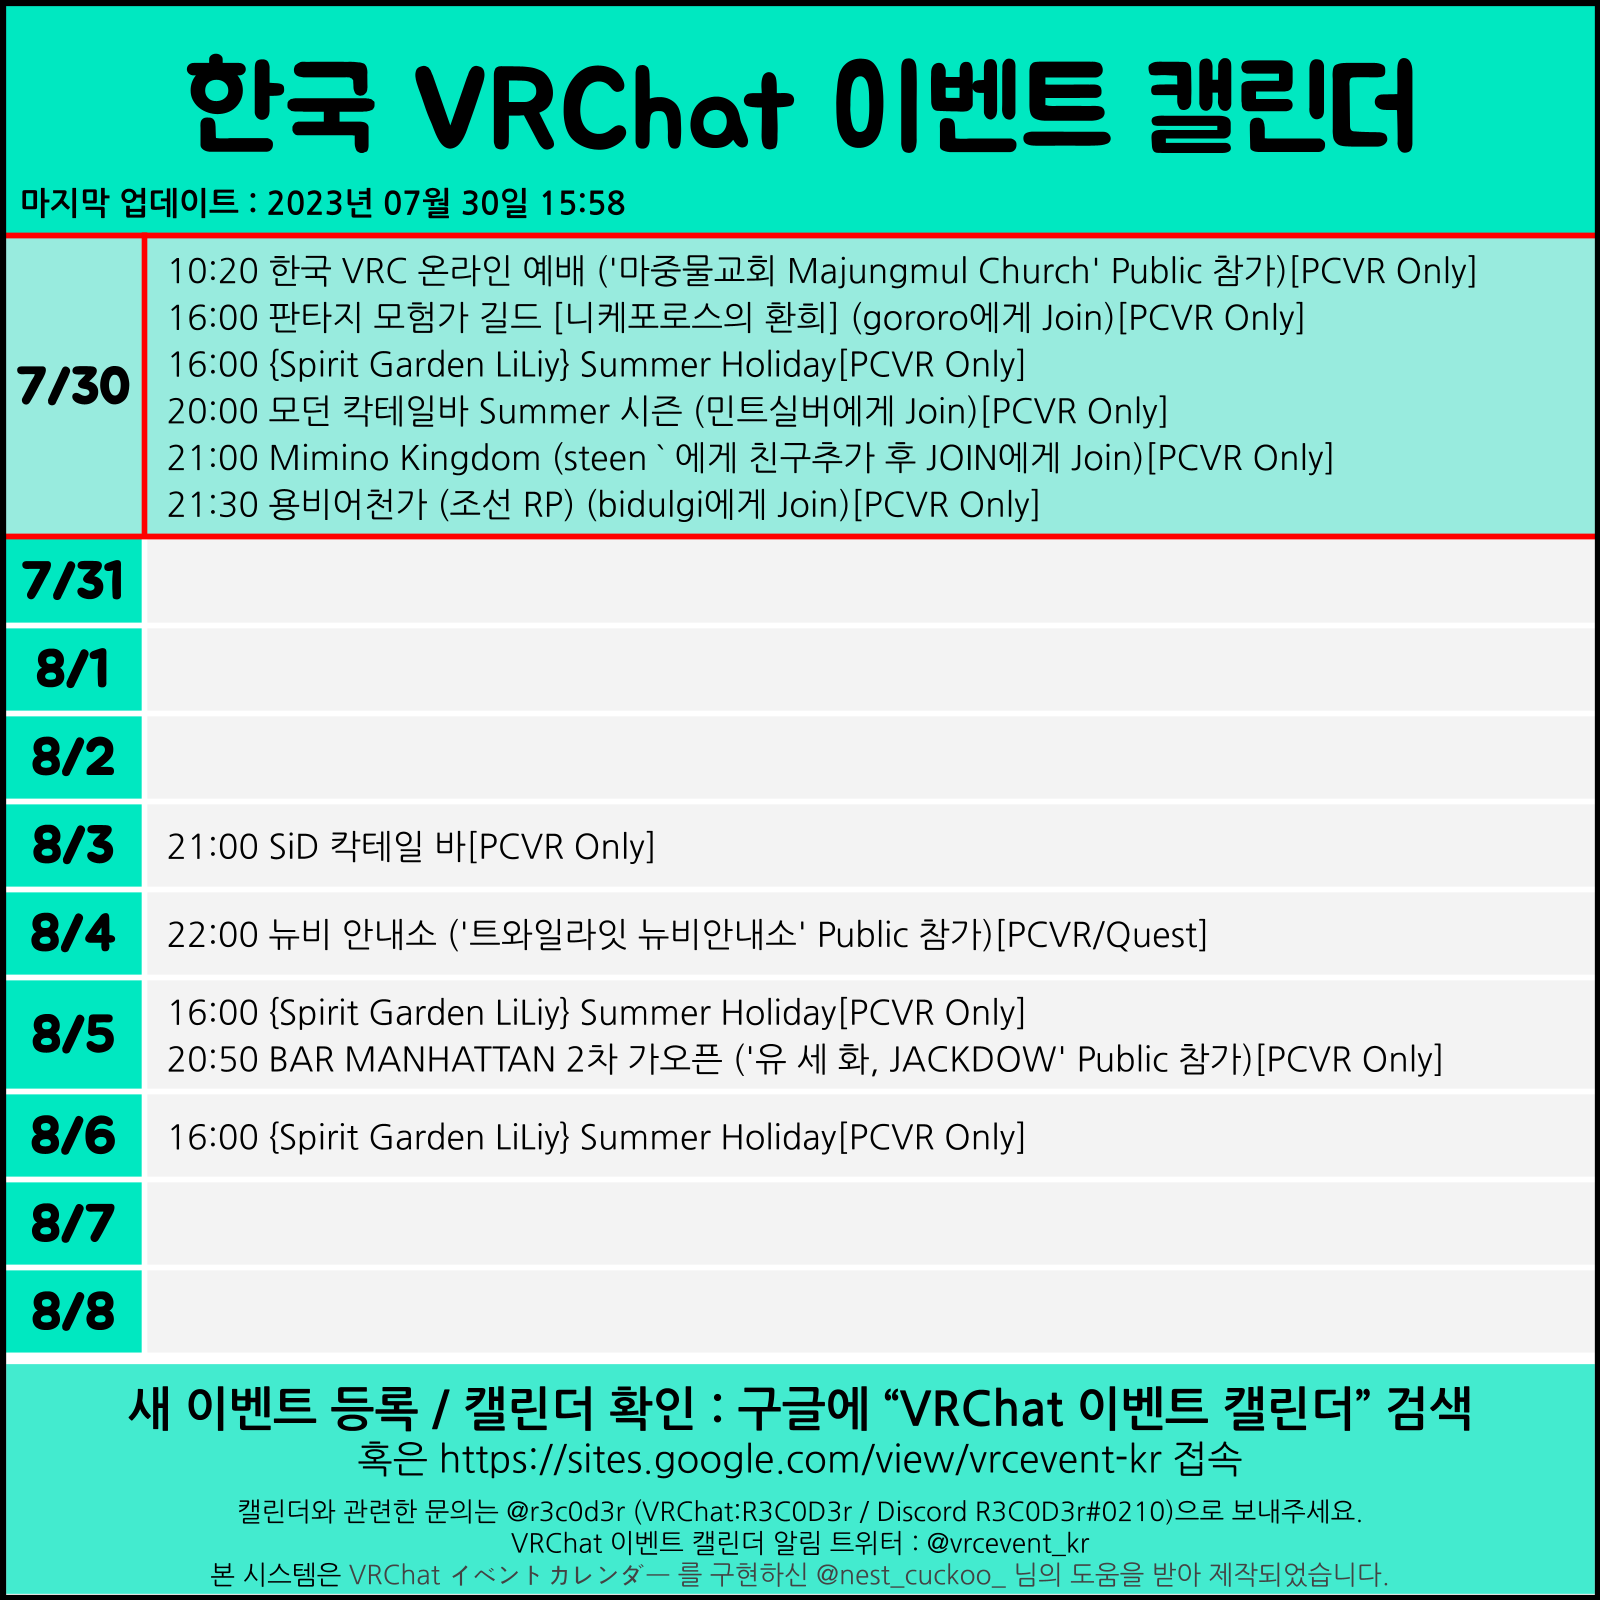 한국 VRChat 이벤트 캘린더
마지막 업데이트 : 2023년 07월 30일 15:58
7/30
10:20 한국 VRC 온라인 예배 ('마중물교회 Majungmul Church' Public 참가)[PCVR Only]
16:00 판타지 모험가 길드 [니케포로스의 환희] (gororo에게 Join)[PCVR Only]
16:00 {Spirit Garden LiLiy} Summer Holiday[PCVR Only]
20:00 모던 칵테일바 Summer 시즌 (민트실버에게 Join)[PCVR Only]
21:00 Mimino Kingdom (steen ` 에게 친구추가 후 JOIN에게 Join)[PCVR Only]
21:30 용비어천가 (조선 RP) (bidulgi에게 Join)[PCVR Only]
7/31
8/1
8/2
8/3
21:00 SiD 칵테일 바[PCVR Only]
8/4
22:00 뉴비 안내소 ('트와일라잇 뉴비안내소' Public 참가)[PCVR/Quest]
8/5
16:00 {Spirit Garden LiLiy} Summer Holiday[PCVR Only]
20:50 BAR MANHATTAN 2차 가오픈 ('유 세 화, JACKDOW' Public 참가)[PCVR Only]
8/6
16:00 {Spirit Garden LiLiy} Summer Holiday[PCVR Only]
8/7
8/8
새 이벤트 등록 / 캘린더 확인 : 구글에 “VRChat 이벤트 캘린더” 검색
혹은 https://sites.google.com/view/vrcevent-kr 접속
캘린더와 관련한 문의는 @r3c0d3r (VRChat:R3C0D3r / Discord R3C0D3r#0210)으로 보내주세요.
VRChat 이벤트 캘린더 알림 트위터 : @vrcevent_kr
본 시스템은 VRChat イベントカレンダー 를 구현하신 @nest_cuckoo_ 님의 도움을 받아 제작되었습니다.